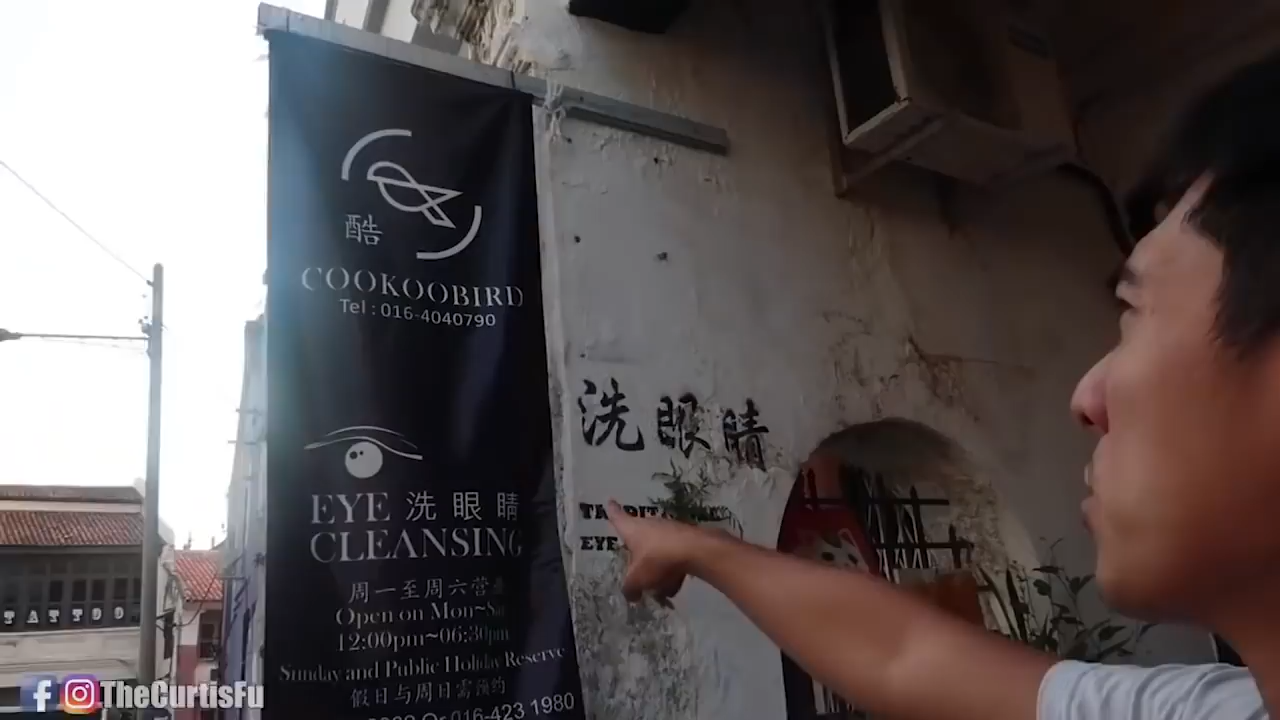 酷
COOKOOBIRD
Tel : 016-4040790
EYE 洗眼睛
CLEANSING
周一至周六营业
Open on Mon~Sat
12:00pm~06:30pm
Sunday and Public Holiday Reserve
假日与周日需预约
Or 016-423 1980
洗眼睛
EYE
TATTOO
TheCurtisFu